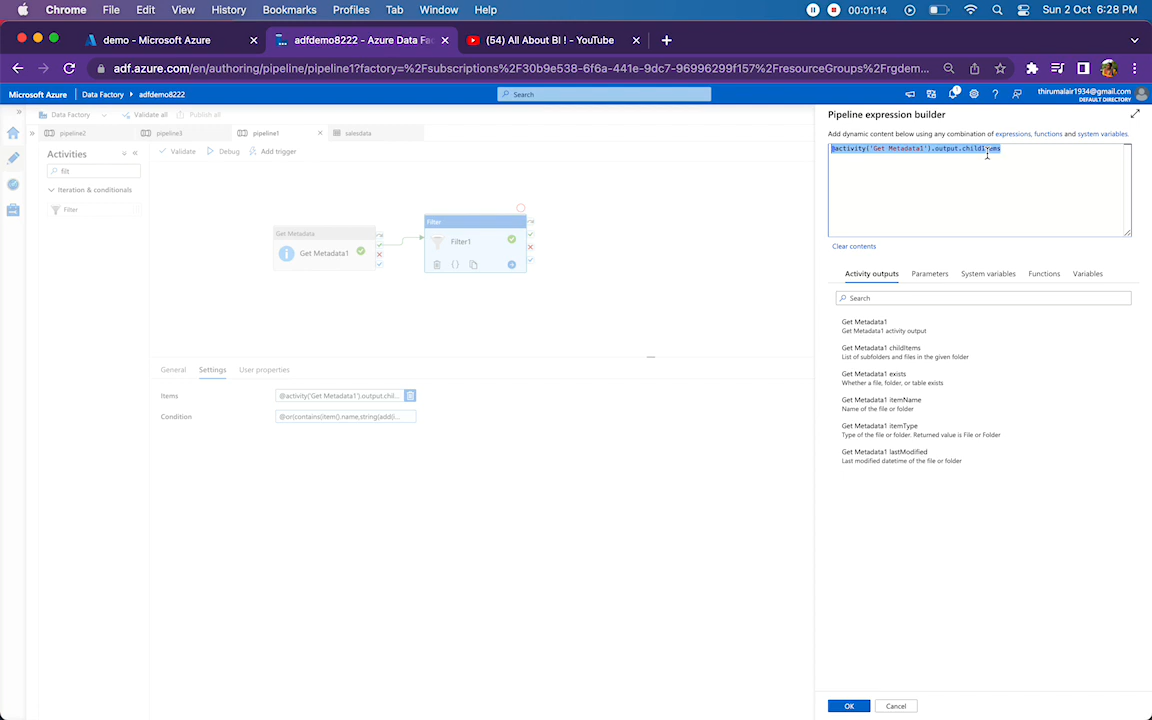 Chrome File Edit View History Bookmarks Profiles Tab Window Help 00:01:14 Sun 2 Oct 6:28 PM
demo - Microsoft Azure adfdemo8222 - Azure Data Fa (54) All About BI ! - YouTube
adf.azure.com/en/authoring/pipeline/pipeline1?factory=%2Fsubscriptions%2F30b9e538-6f6a-441e-9dc7-96996299f157%2FresourceGroups%2Frgdem...
Microsoft Azure Data Factory adfdemo8222 Search 1 thirumalair1934@gmail.com
DEFAULT DIRECTORY
Data Factory Validate all Publish all
pipeline2 pipeline3 pipeline1 salesdata
Activities Validate Debug Add trigger
filt
Iteration & conditionals
Filter
Get Metadata
Get Metadata1
Filter
Filter1
General Settings User properties
Items @activity('Get Metadata1').output.chil...
Condition @or(contains(item().name,string(add(i...
Pipeline expression builder
Add dynamic content below using any combination of expressions, functions and system variables.
@activity('Get Metadata1').output.childItems
Clear contents
Activity outputs Parameters System variables Functions Variables
Search
Get Metadata1
Get Metadata1 activity output
Get Metadata1 childItems
List of subfolders and files in the given folder
Get Metadata1 exists
Whether a file, folder, or table exists
Get Metadata1 itemName
Name of the file or folder
Get Metadata1 itemType
Type of the file or folder. Returned value is File or Folder
Get Metadata1 lastModified
Last modified datetime of the file or folder
OK Cancel